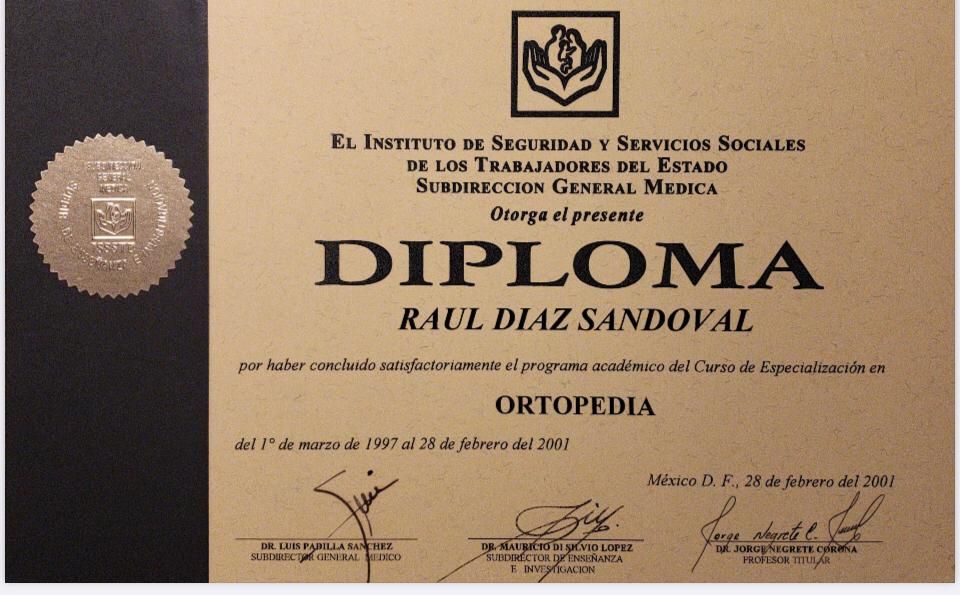 EL INSTITUTO DE SEGURIDAD Y SERVICIOS SOCIALES
DE LOS TRABAJADORES DEL ESTADO
SUBDIRECCION GENERAL MEDICA
Otorga el presente
DIPLOMA
RAUL DIAZ SANDOVAL
por haber concluido satisfactoriamente el programa académico del Curso de Especialización en
ORTOPEDIA
del 1° de marzo de 1997 al 28 de febrero del 2001
México D. F., 28 de febrero del 2001
Jorge Negrete C.
DR. LUIS PADILLA SANCHEZ
SUBDIRECTOR GENERAL MEDICO
DR. MAURICIO DI SILVIO LOPEZ
SUBDIRECTOR DE ENSEÑANZA
E INVESTIGACION
DR. JORGE NEGRETE CORONA
PROFESOR TITULAR